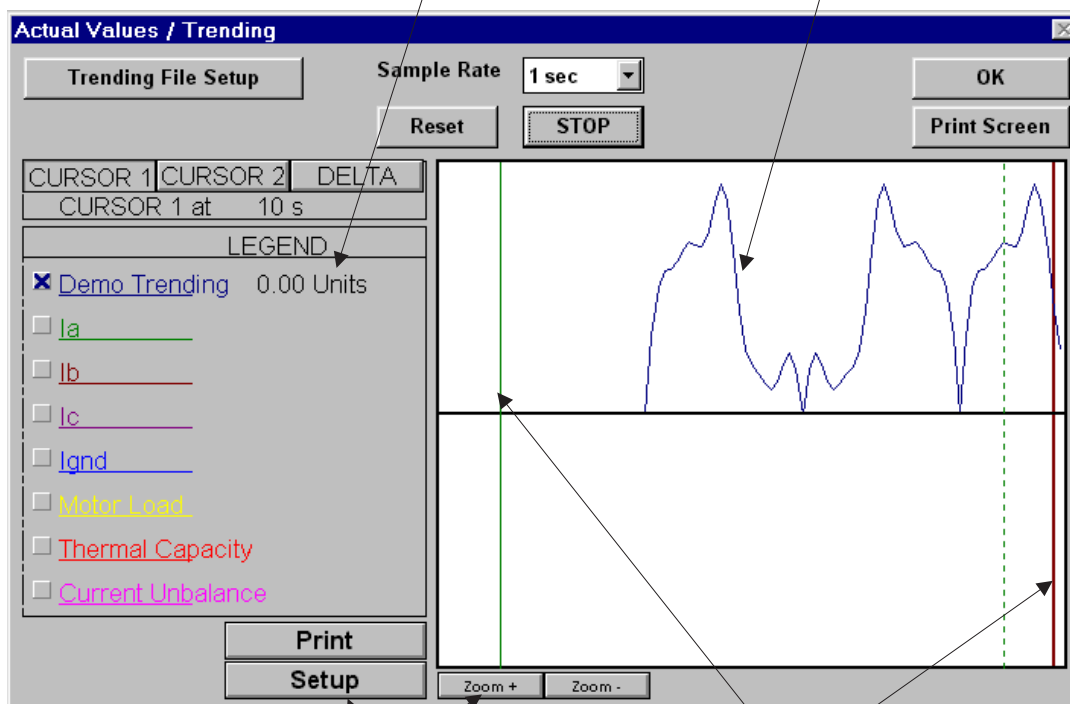 Actual Values / Trending
Trending File Setup
Sample Rate
1 sec
OK
Reset
STOP
Print Screen
CURSOR 1
CURSOR 2
DELTA
CURSOR 1 at 10 s
LEGEND
Demo Trending 0.00 Units
Ia
Ib
Ic
Ignd
Motor Load
Thermal Capacity
Current Unbalance
Print
Setup
Zoom +
Zoom -